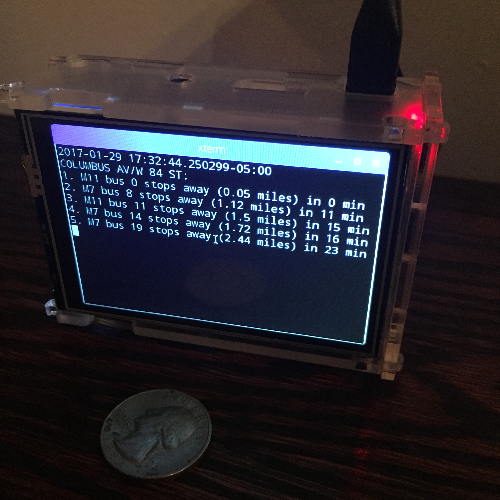 xterm
2017-01-29 17:32:44.250299-05:00
COLUMBUS AV/W 84 ST:
1. M11 bus 0 stops away (0.05 miles) in 0 min
2. M7 bus 8 stops away (1.12 miles) in 11 min
3. M11 bus 11 stops away (1.5 miles) in 15 min
4. M7 bus 14 stops away (1.72 miles) in 16 min
5. M7 bus 19 stops away (2.44 miles) in 23 min